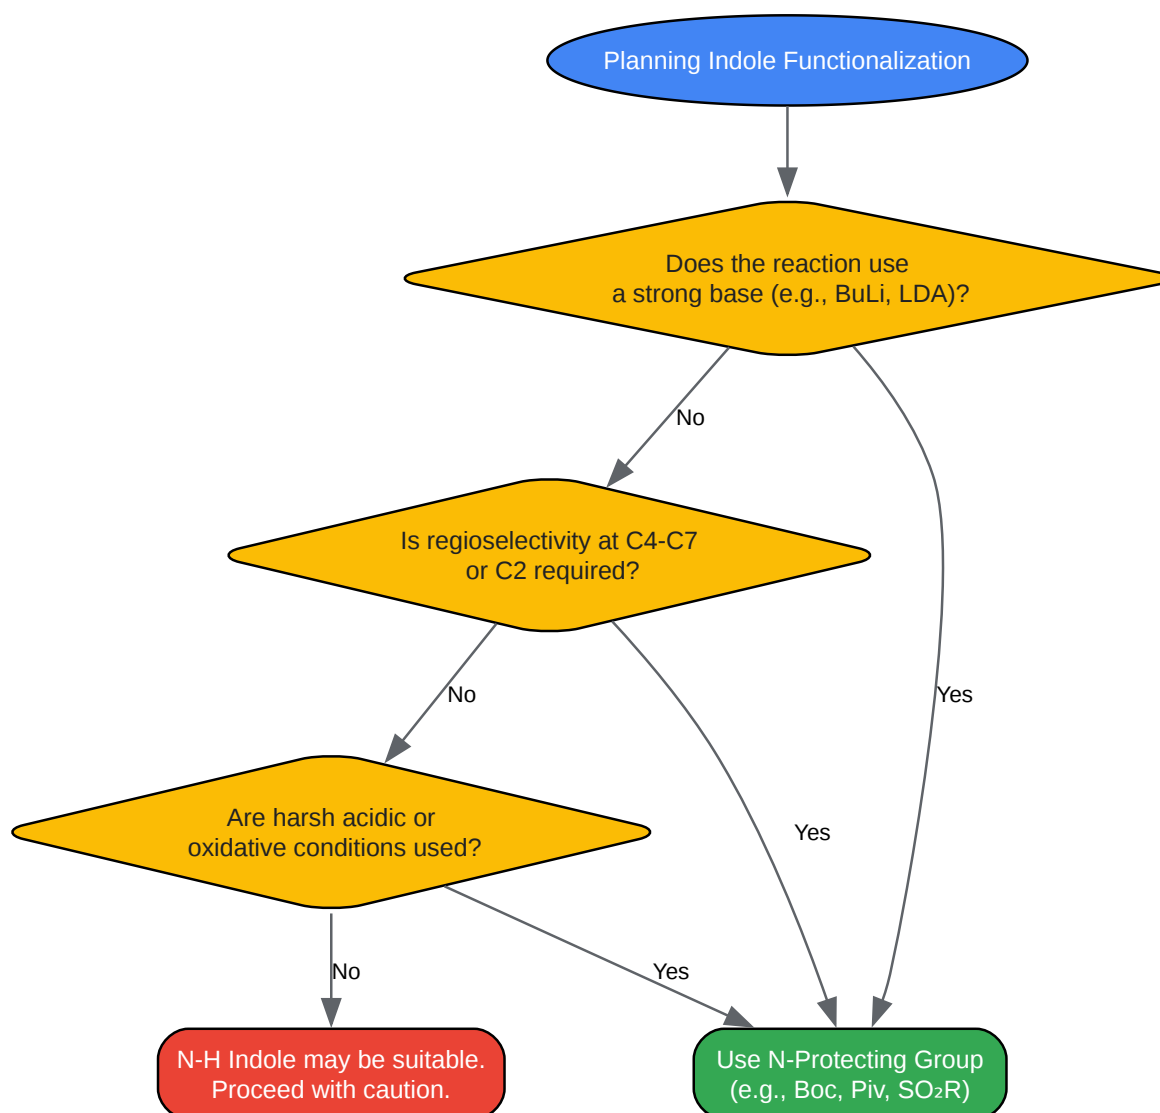 Planning Indole Functionalization
Does the reaction use
a strong base (e.g., BuLi, LDA)?
No
Is regioselectivity at C4-C7
or C2 required?
No
Yes
Are harsh acidic or
oxidative conditions used?
Yes
No
Yes
N-H Indole may be suitable.
Proceed with caution.
Use N-Protecting Group
(e.g., Boc, Piv, SO₂R)